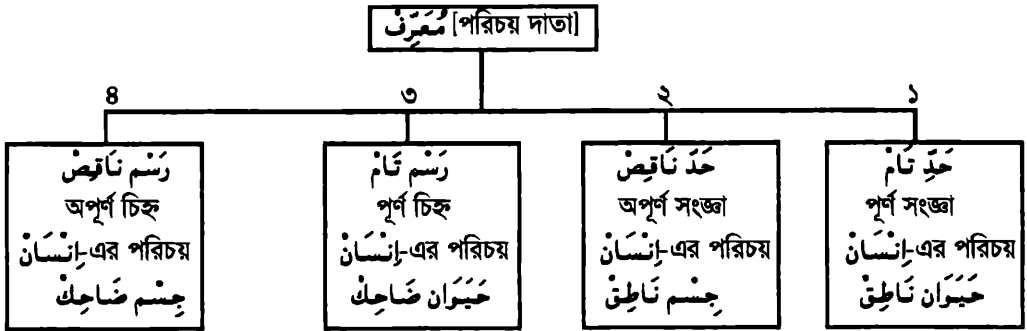 مُعَرِّفْ [পরিচয় দাতা]
১
حَدِّ تَامْ
পূর্ণ সংজ্ঞা
اِنْسَانْ-এর পরিচয়
حَيَوَان نَاطِقْ
২
حَدّ نَاقِصْ
অপূর্ণ সংজ্ঞা
اِنْسَانْ-এর পরিচয়
جِسْم نَاطِقْ
৩
رَسْم تَامْ
পূর্ণ চিহ্ন
اِنْسَانْ-এর পরিচয়
حَيَوَان ضَاحِكْ
৪
رَسْم نَاقِصْ
অপূর্ণ চিহ্ন
اِنْسَانْ-এর পরিচয়
جِسْم ضَاحِكْ